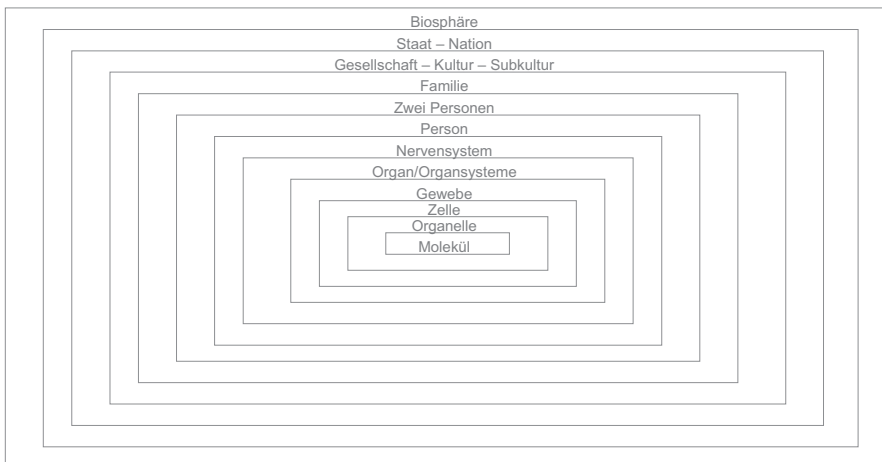 Biosphäre
Staat – Nation
Gesellschaft – Kultur – Subkultur
Familie
Zwei Personen
Person
Nervensystem
Organ/Organsysteme
Gewebe
Zelle
Organelle
Molekül